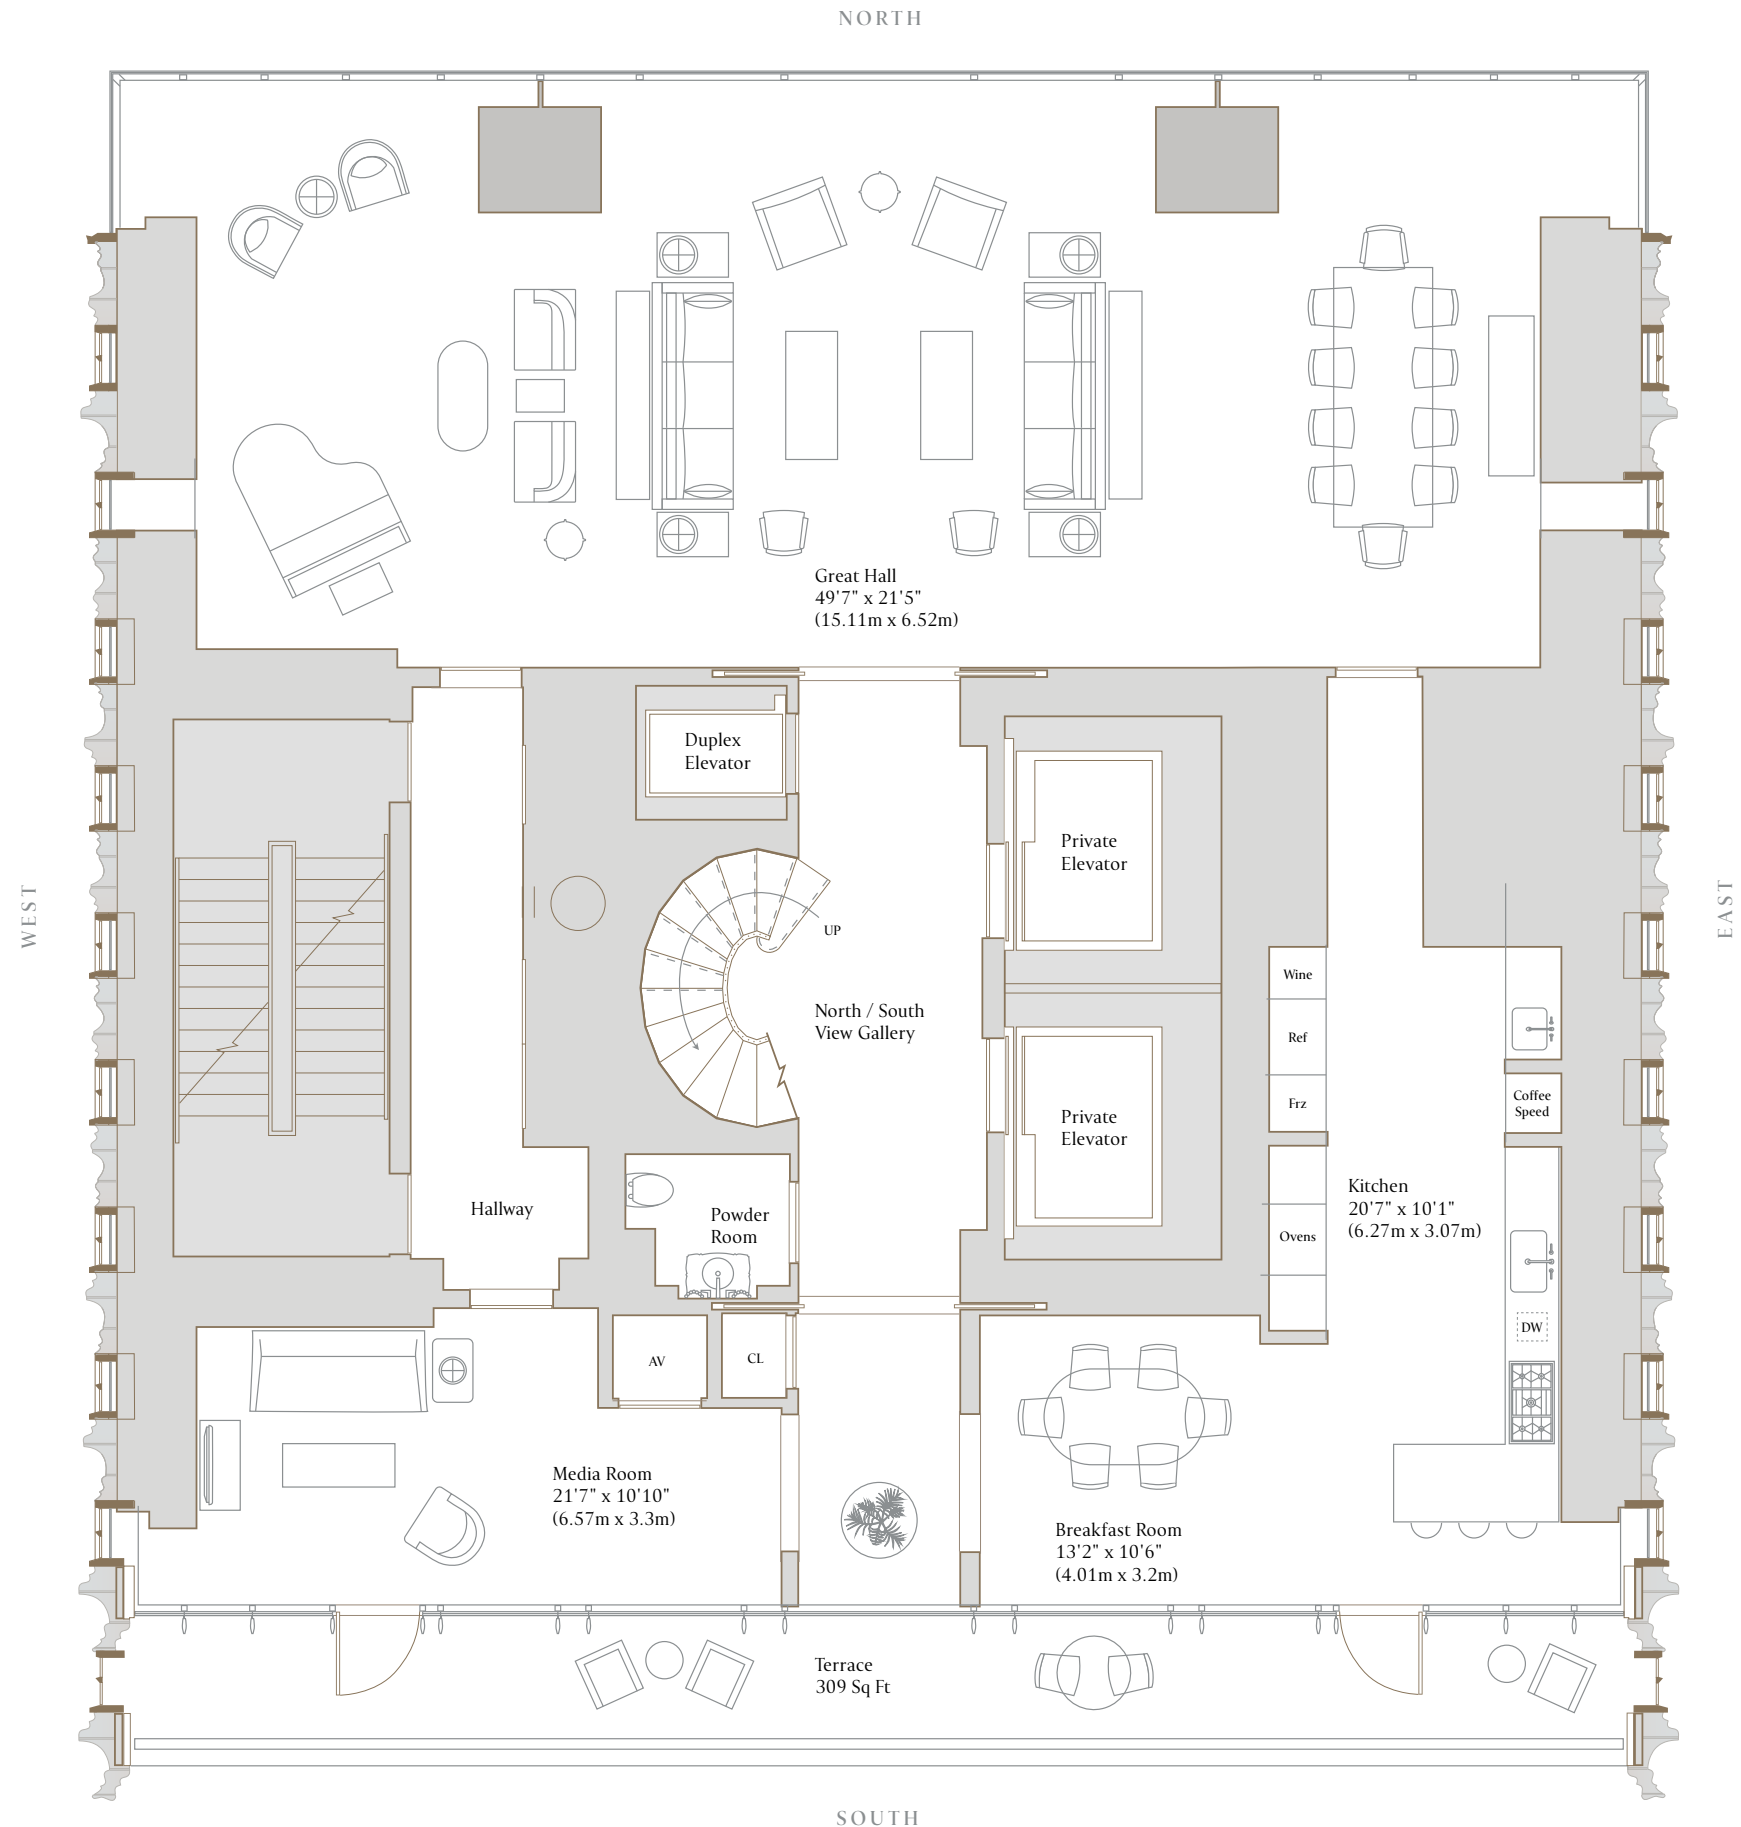 NORTH
Great Hall
49'7" x 21'5"
(15.11m x 6.52m)
Duplex
Elevator
Private
Elevator
WEST
EAST
UP
Wine
North / South
View Gallery
Ref
Frz
Coffee
Speed
Private
Elevator
Kitchen
20'7" x 10'1"
(6.27m x 3.07m)
Hallway
Powder
Room
Ovens
DW
AV
CL
Media Room
21'7" x 10'10"
(6.57m x 3.3m)
Breakfast Room
13'2" x 10'6"
(4.01m x 3.2m)
Terrace
309 Sq Ft
SOUTH